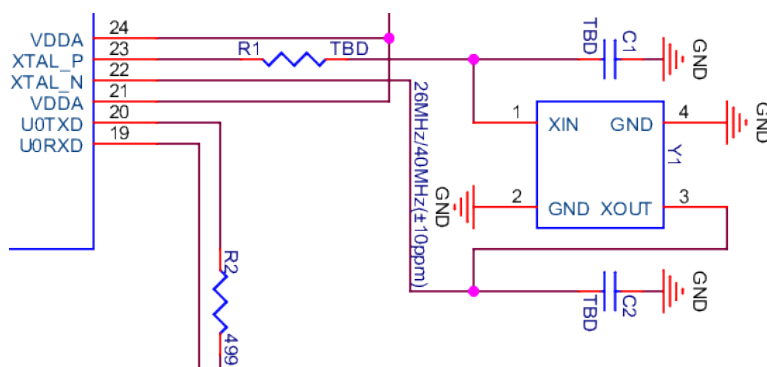 24
VDDA
23
XTAL_P
22
XTAL_N
21
VDDA
20
U0TXD
19
U0RXD
R1 TBD
TBD
C1
GND
26MHz/40MHz(±10ppm)
1 XIN GND 4
GND
Y1
GND
2 GND XOUT 3
R2
499
TBD
C2
GND